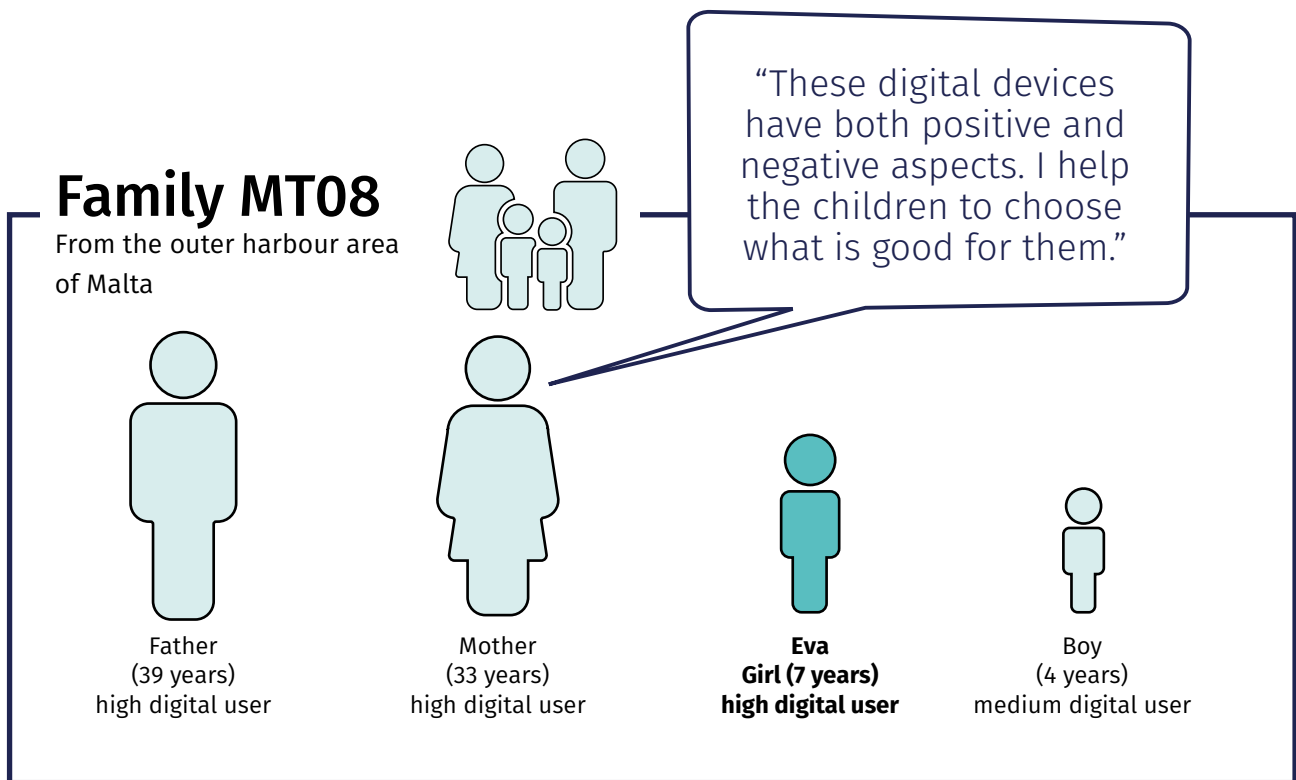 “These digital devices
have both positive and
negative aspects. I help
the children to choose
what is good for them.”
Family MT08
From the outer harbour area
of Malta
Father
(39 years)
high digital user
Mother
(33 years)
high digital user
Eva
Girl (7 years)
high digital user
Boy
(4 years)
medium digital user